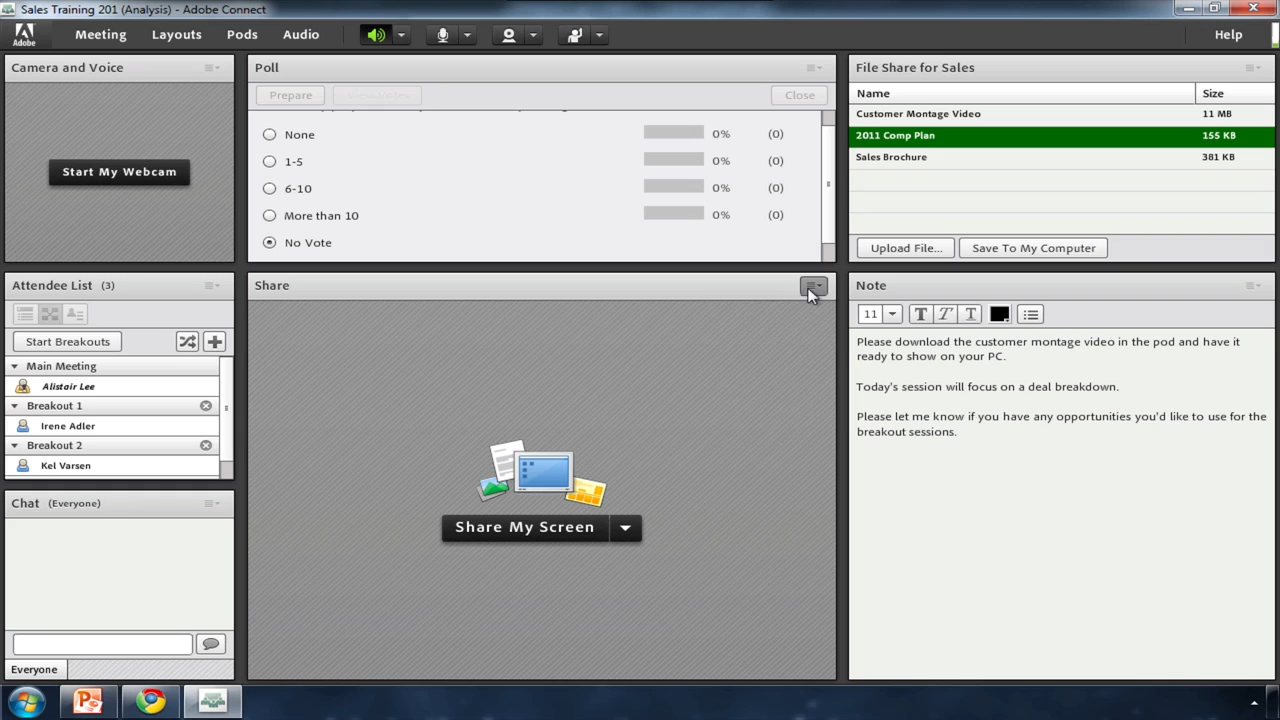 Sales Training 201 (Analysis) - Adobe Connect
Adobe
Meeting
Layouts
Pods
Audio
Help
Camera and Voice
Start My Webcam
Poll
Prepare
Close
None 0% (0)
1-5 0% (0)
6-10 0% (0)
More than 10 0% (0)
No Vote
File Share for Sales
Name Size
Customer Montage Video 11 MB
2011 Comp Plan 155 KB
Sales Brochure 381 KB
Upload File...
Save To My Computer
Attendee List (3)
Start Breakouts
Main Meeting
Alistair Lee
Breakout 1
Irene Adler
Breakout 2
Kel Varsen
Chat (Everyone)
Everyone
Share
Share My Screen
Note
11
T T T
Please download the customer montage video in the pod and have it
ready to show on your PC.
Today's session will focus on a deal breakdown.
Please let me know if you have any opportunities you'd like to use for the
breakout sessions.